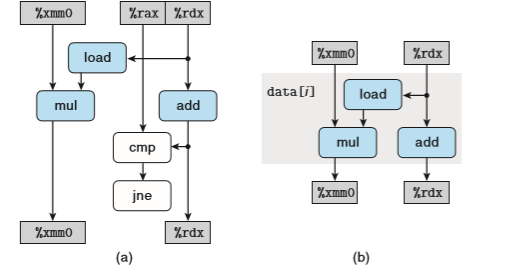 %xmm0 %rax %rdx
load
mul add
cmp
jne
%xmm0 %rdx
(a)
%xmm0 %rdx
data[i]
load
mul add
%xmm0 %rdx
(b)